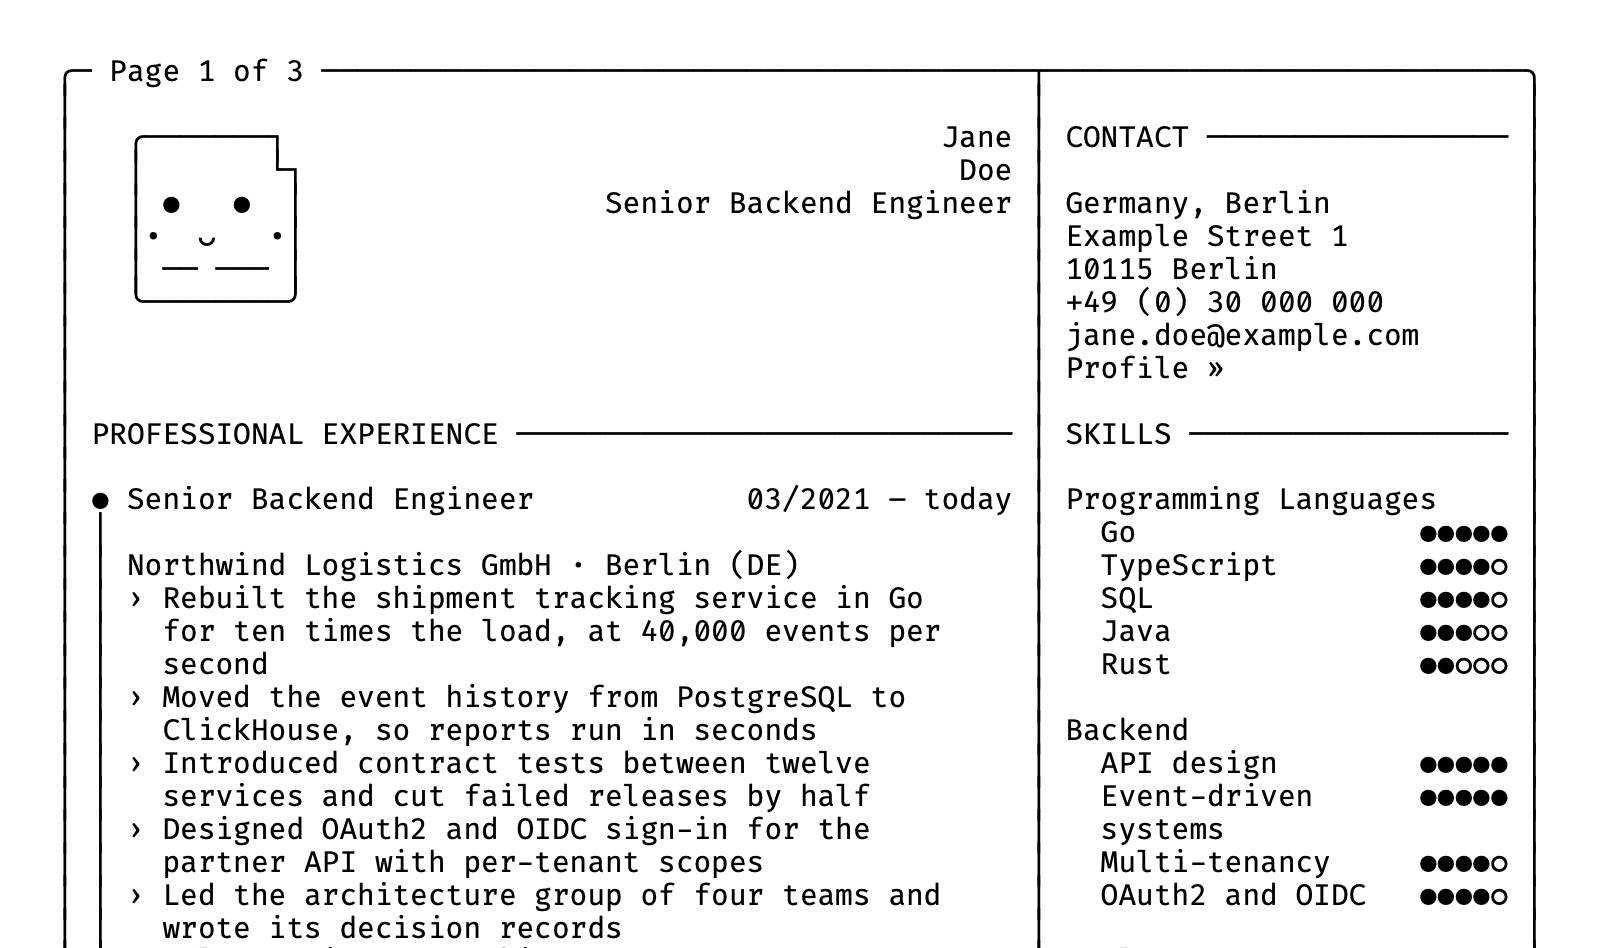 Page 1 of 3
Jane
Doe
Senior Backend Engineer
PROFESSIONAL EXPERIENCE
● Senior Backend Engineer 03/2021 – today
Northwind Logistics GmbH · Berlin (DE)
› Rebuilt the shipment tracking service in Go
for ten times the load, at 40,000 events per
second
› Moved the event history from PostgreSQL to
ClickHouse, so reports run in seconds
› Introduced contract tests between twelve
services and cut failed releases by half
› Designed OAuth2 and OIDC sign-in for the
partner API with per-tenant scopes
› Led the architecture group of four teams and
wrote its decision records
CONTACT
Germany, Berlin
Example Street 1
10115 Berlin
+49 (0) 30 000 000
jane.doe@example.com
Profile »
SKILLS
Programming Languages
Go ●●●●●
TypeScript ●●●●○
SQL ●●●●○
Java ●●●○○
Rust ●●○○○
Backend
API design ●●●●●
Event-driven ●●●●●
systems
Multi-tenancy ●●●●○
OAuth2 and OIDC ●●●●○